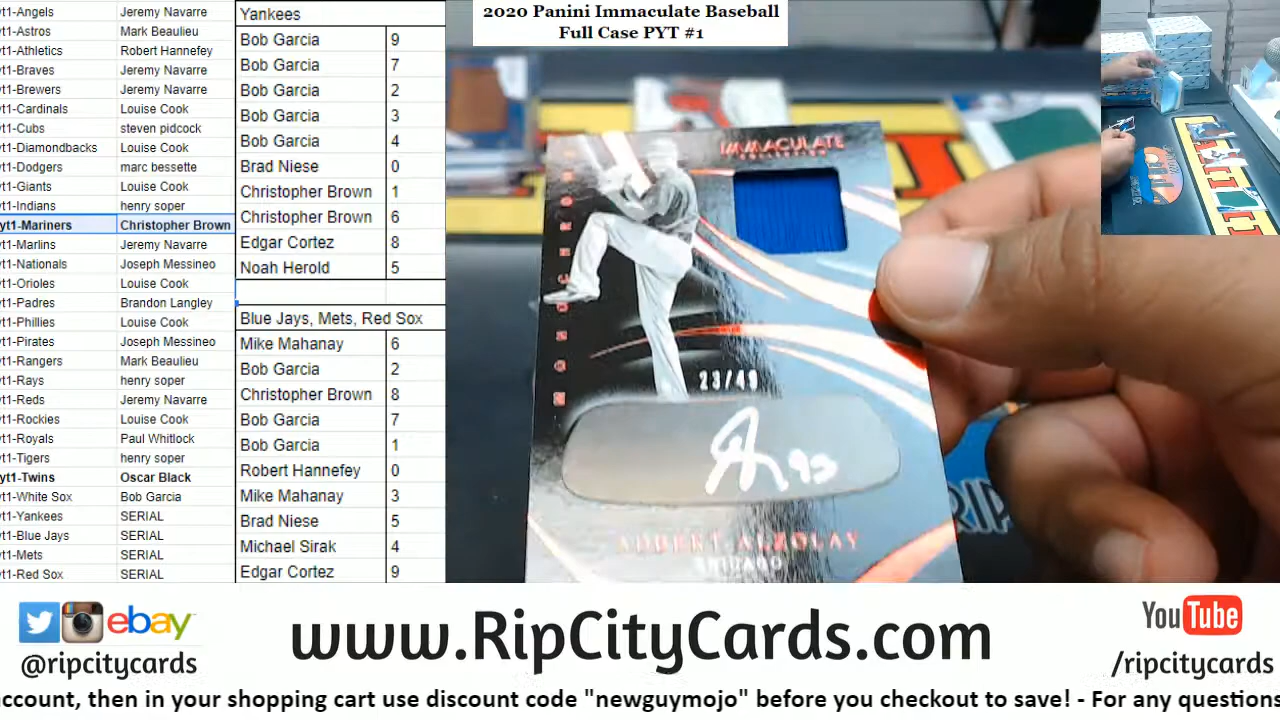 2020 Panini Immaculate Baseball
Full Case PYT #1
yt1-Angels Jeremy Navarre
yt1-Astros Mark Beaulieu
yt1-Athletics Robert Hannefey
yt1-Braves Jeremy Navarre
yt1-Brewers Jeremy Navarre
yt1-Cardinals Louise Cook
yt1-Cubs steven pidcock
yt1-Diamondbacks Louise Cook
yt1-Dodgers marc bessette
yt1-Giants Louise Cook
yt1-Indians henry soper
yt1-Mariners Christopher Brown
yt1-Marlins Jeremy Navarre
yt1-Nationals Joseph Messineo
yt1-Orioles Louise Cook
yt1-Padres Brandon Langley
yt1-Phillies Louise Cook
yt1-Pirates Joseph Messineo
yt1-Rangers Mark Beaulieu
yt1-Rays henry soper
yt1-Reds Jeremy Navarre
yt1-Rockies Louise Cook
yt1-Royals Paul Whitlock
yt1-Tigers henry soper
yt1-Twins Oscar Black
yt1-White Sox Bob Garcia
yt1-Yankees SERIAL
yt1-Blue Jays SERIAL
yt1-Mets SERIAL
yt1-Red Sox SERIAL
Yankees
Bob Garcia 9
Bob Garcia 7
Bob Garcia 2
Bob Garcia 3
Bob Garcia 4
Brad Niese 0
Christopher Brown 1
Christopher Brown 6
Edgar Cortez 8
Noah Herold 5
Blue Jays, Mets, Red Sox
Mike Mahanay 6
Bob Garcia 2
Christopher Brown 8
Bob Garcia 7
Bob Garcia 1
Robert Hannefey 0
Mike Mahanay 3
Brad Niese 5
Michael Sirak 4
Edgar Cortez 9
IMMACULATE
COLLECTION
23/49
ADBERT ALZOLAY
CHICAGO
RIP
ebay
@ripcitycards
www.RipCityCards.com
YouTube
/ripcitycards
account, then in your shopping cart use discount code "newguymojo" before you checkout to save! - For any questions